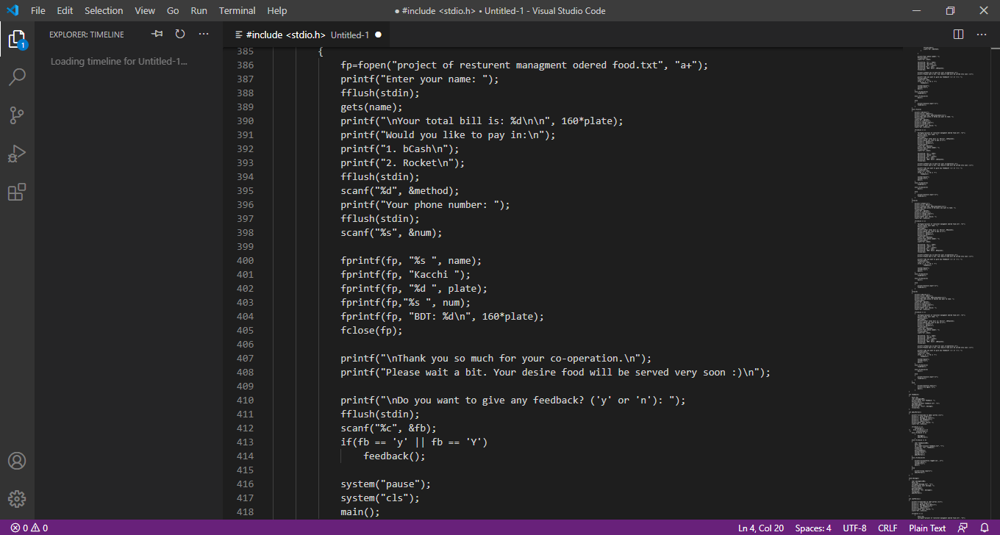 File Edit Selection View Go Run Terminal Help
● #include <stdio.h> • Untitled-1 - Visual Studio Code
EXPLORER: TIMELINE
#include <stdio.h> Untitled-1
1
Loading timeline for Untitled-1...
385 {
386 fp=fopen("project of resturent managment odered food.txt", "a+");
387 printf("Enter your name: ");
388 fflush(stdin);
389 gets(name);
390 printf("\nYour total bill is: %d\n\n", 160*plate);
391 printf("Would you like to pay in:\n");
392 printf("1. bCash\n");
393 printf("2. Rocket\n");
394 fflush(stdin);
395 scanf("%d", &method);
396 printf("Your phone number: ");
397 fflush(stdin);
398 scanf("%s", &num);
399
400 fprintf(fp, "%s ", name);
401 fprintf(fp, "Kacchi ");
402 fprintf(fp, "%d ", plate);
403 fprintf(fp,"%s ", num);
404 fprintf(fp, "BDT: %d\n", 160*plate);
405 fclose(fp);
406
407 printf("\nThank you so much for your co-operation.\n");
408 printf("Please wait a bit. Your desire food will be served very soon :)\n");
409
410 printf("\nDo you want to give any feedback? ('y' or 'n'): ");
411 fflush(stdin);
412 scanf("%c", &fb);
413 if(fb == 'y' || fb == 'Y')
414 feedback();
415
416 system("pause");
417 system("cls");
418 main();
0 0
Ln 4, Col 20 Spaces: 4 UTF-8 CRLF Plain Text